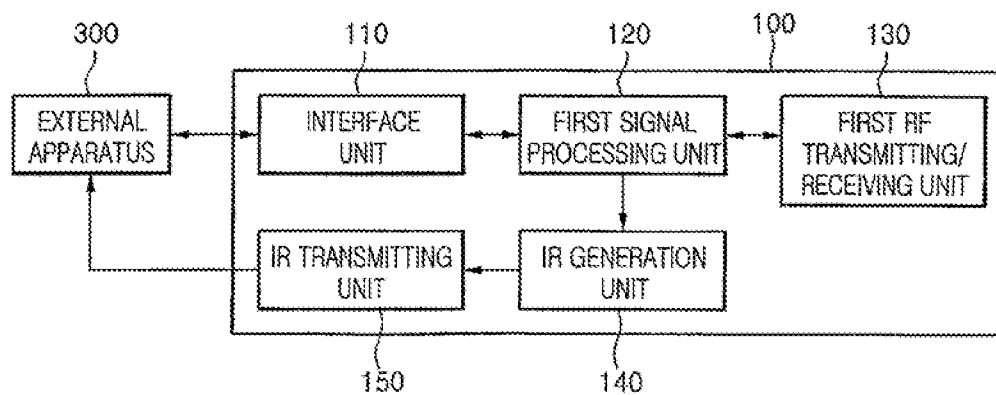 300
110
120
100
130
EXTERNAL
APPARATUS
INTERFACE
UNIT
FIRST SIGNAL
PROCESSING UNIT
FIRST RF
TRANSMITTING/
RECEIVING UNIT
IR TRANSMITTING
UNIT
IR GENERATION
UNIT
150
140